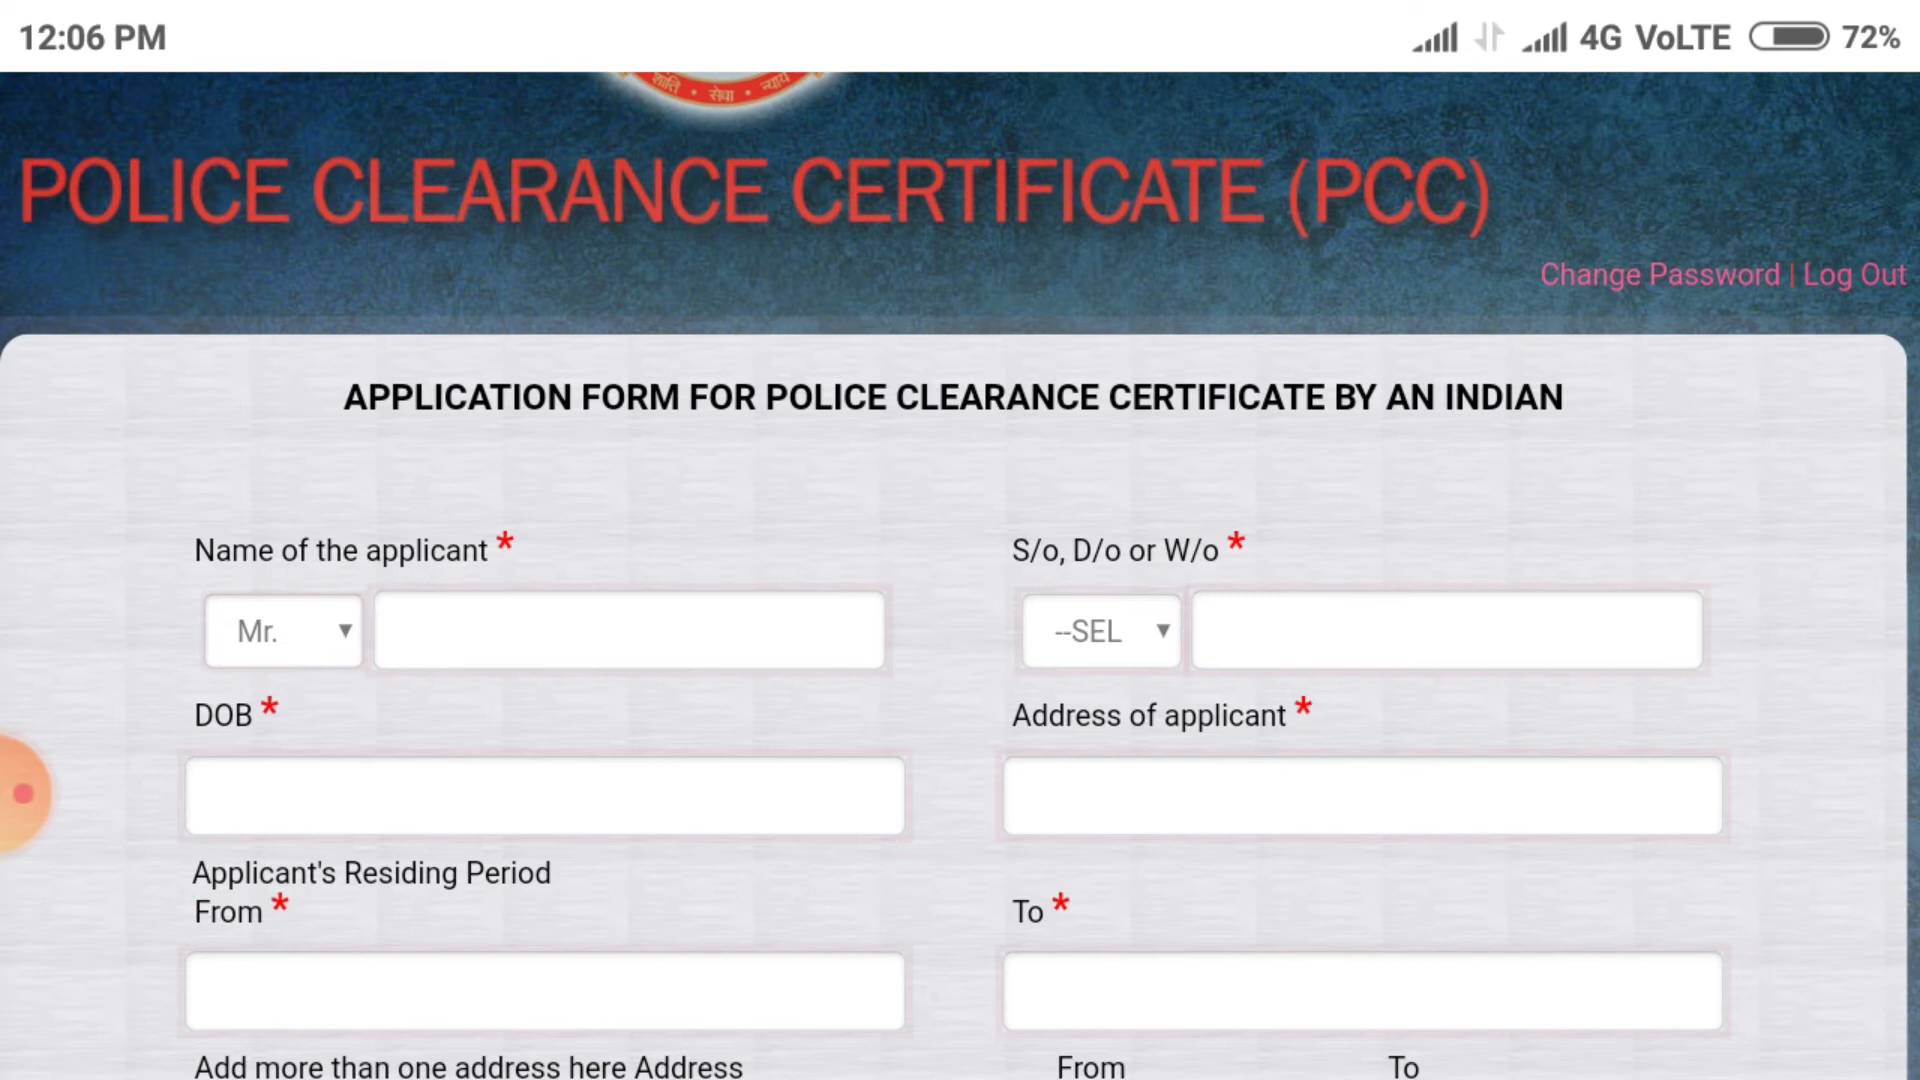 12:06 PM 4G VoLTE 72%
शांति • सेवा • न्याय
POLICE CLEARANCE CERTIFICATE (PCC)
Change Password | Log Out
APPLICATION FORM FOR POLICE CLEARANCE CERTIFICATE BY AN INDIAN
Name of the applicant * S/o, D/o or W/o *
Mr. --SEL
DOB * Address of applicant *
Applicant's Residing Period
From * To *
Add more than one address here Address From To